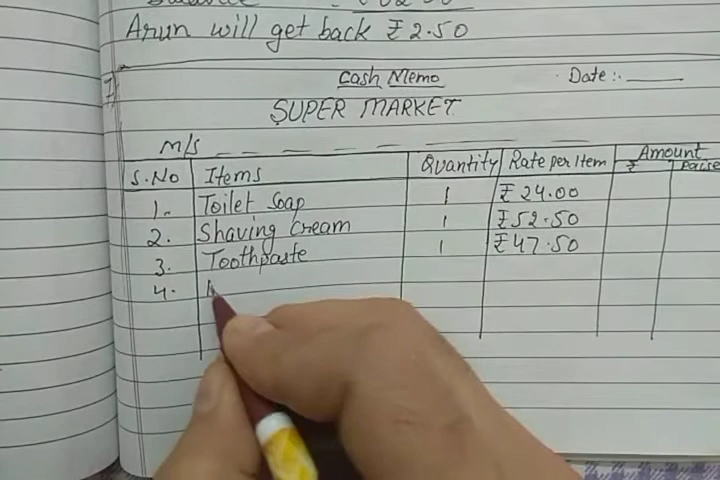 Arun will get back ₹2.50
7) Cash Memo Date:-
SUPER MARKET
M/s
S.No Items Quantity Rate per Item Amount
₹ paise
1. Toilet Soap 1 ₹24.00
2. Shaving Cream 1 ₹52.50
3. Toothpaste 1 ₹47.50
4.